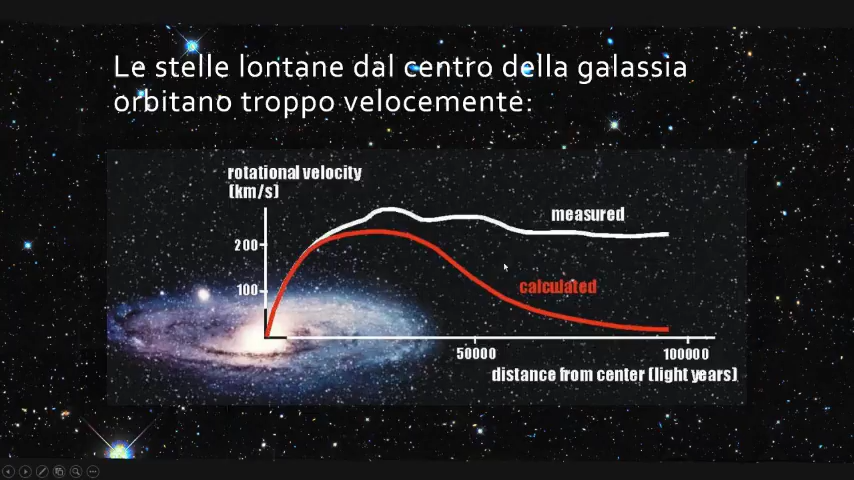 Le stelle lontane dal centro della galassia
orbitano troppo velocemente:
rotational velocity
(km/s)
measured
200
calculated
100
50000
100000
distance from center (light years)